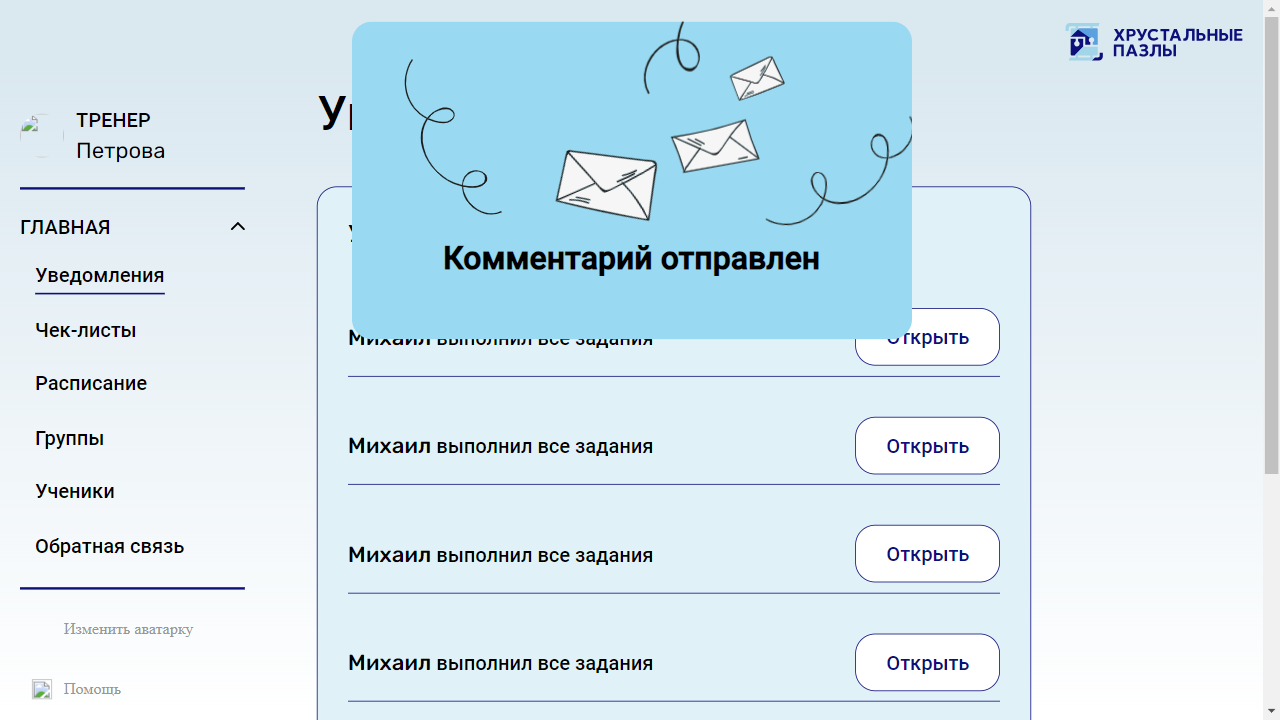 ХРУСТАЛЬНЫЕ
ПАЗЛЫ
ТРЕНЕР
Петрова
ГЛАВНАЯ
Уведомления
Чек-листы
Расписание
Группы
Ученики
Обратная связь
Изменить аватарку
Помощь
Комментарий отправлен
Михаил выполнил все задания
Открыть
Михаил выполнил все задания
Открыть
Михаил выполнил все задания
Открыть
Михаил выполнил все задания
Открыть